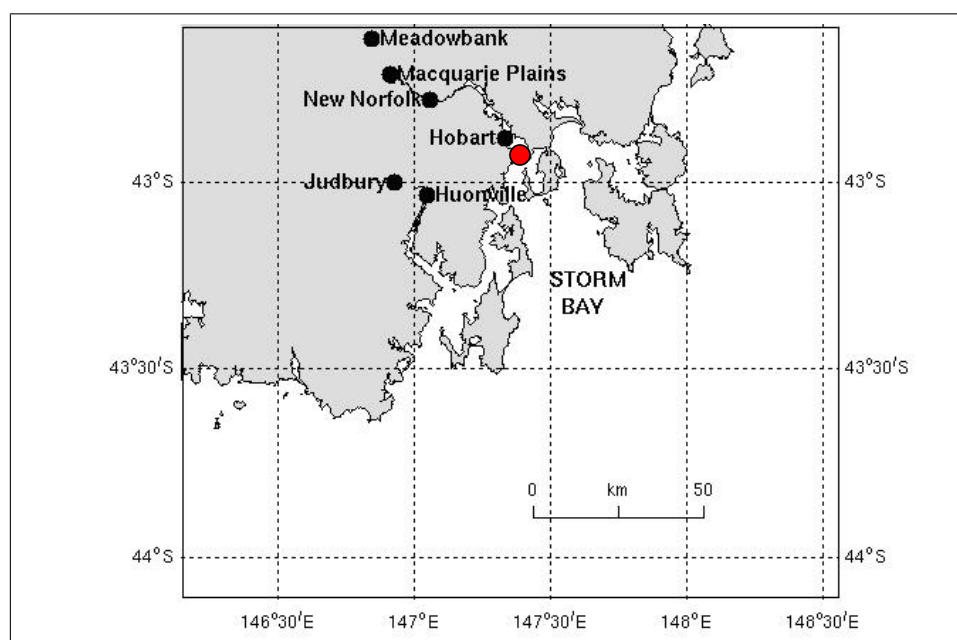 Meadowbank
Macquarie Plains
New Norfolk
Hobart
43°S
Judbury
Huonville
43°S
STORM
BAY
43°30'S
43°30'S
0 km 50
44°S
44°S
146°30'E
147°E
147°30'E
148°E
148°30'E